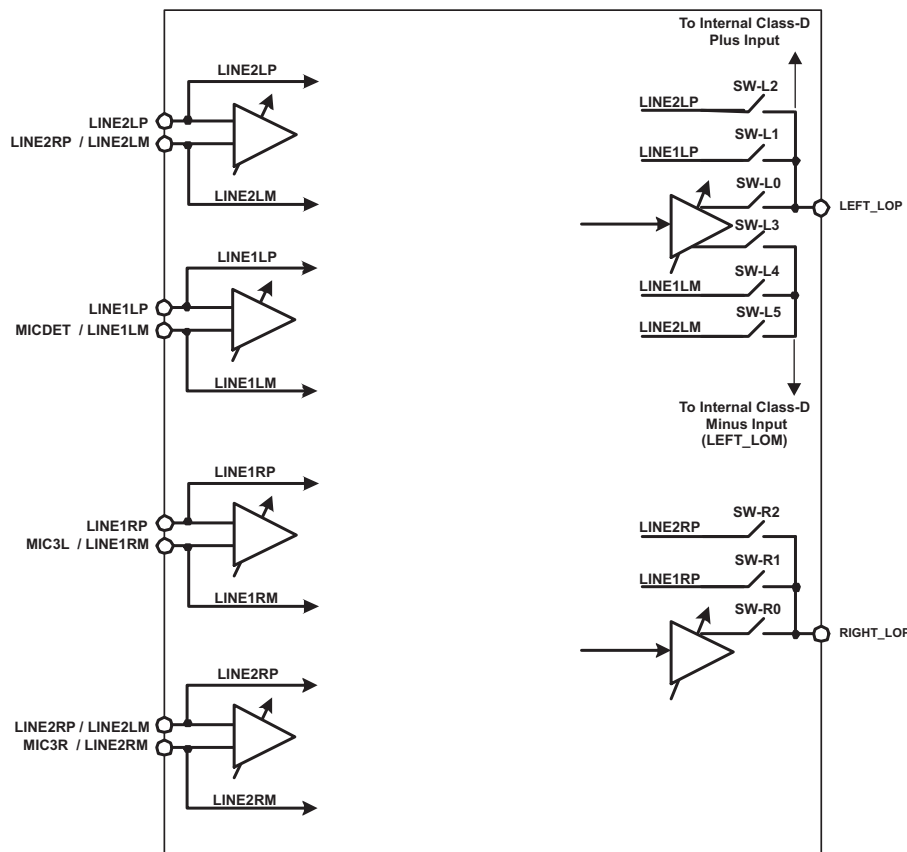 To Internal Class-D
Plus Input
LINE2LP
SW-L2
LINE2LP
LINE2LP
LINE2RP / LINE2LM
SW-L1
LINE1LP
SW-L0
LINE2LM
LEFT_LOP
SW-L3
LINE1LP
SW-L4
LINE1LM
LINE1LP
MICDET / LINE1LM
SW-L5
LINE2LM
LINE1LM
To Internal Class-D
Minus Input
(LEFT_LOM)
LINE1RP
SW-R2
LINE2RP
LINE1RP
MIC3L / LINE1RM
SW-R1
LINE1RP
LINE1RM
SW-R0
RIGHT_LOP
LINE2RP
LINE2RP / LINE2LM
MIC3R / LINE2RM
LINE2RM